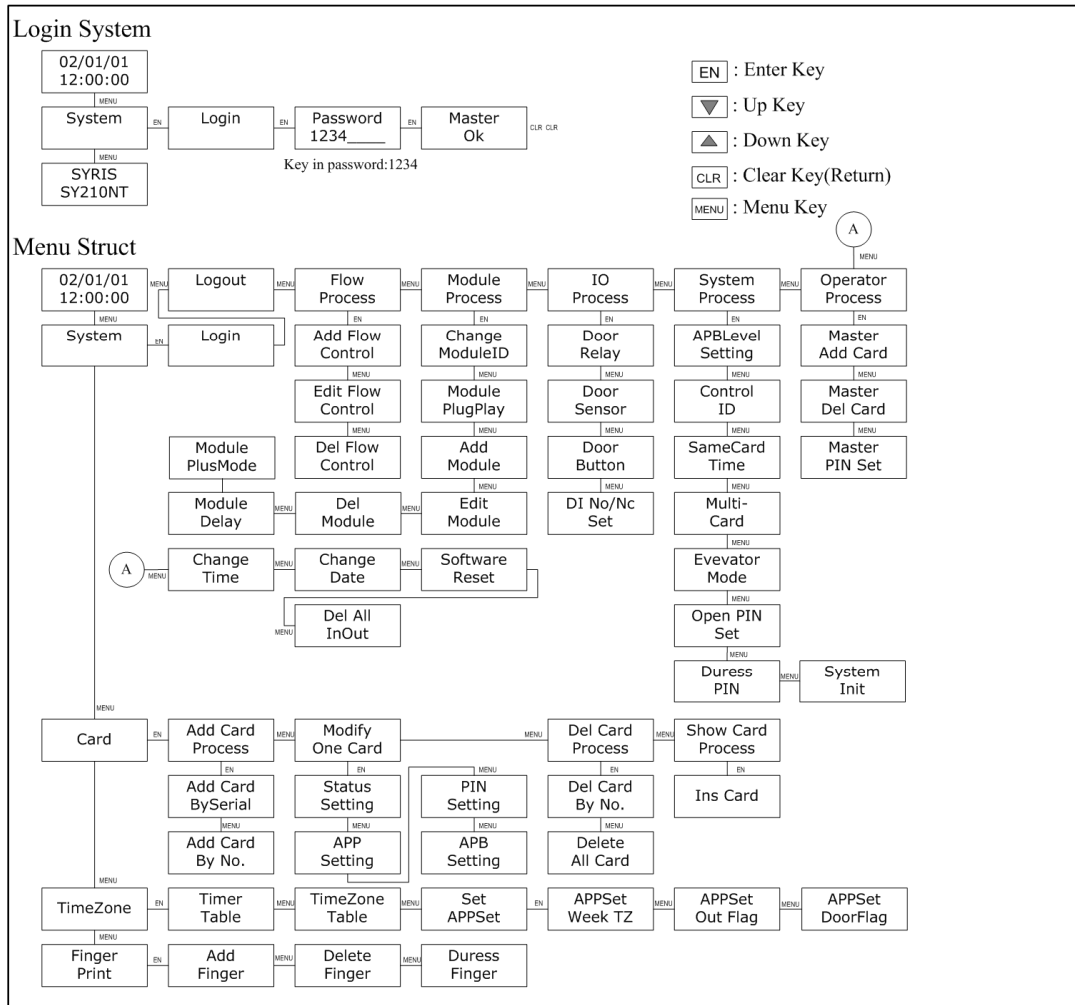 Login System
02/01/01
12:00:00
MENU
System
EN
Login
EN
Password
1234____
EN
Master
Ok
CLR CLR
MENU
Key in password:1234
SYRIS
SY210NT
EN : Enter Key
: Up Key
: Down Key
CLR : Clear Key(Return)
MENU : Menu Key
Menu Struct
A
MENU
02/01/01
12:00:00
MENU
Logout
MENU
Flow
Process
MENU
Module
Process
MENU
IO
Process
MENU
System
Process
MENU
Operator
Process
MENU
EN
EN
EN
EN
EN
System
EN
Login
Add Flow
Control
Change
ModuleID
Door
Relay
APBLevel
Setting
Master
Add Card
MENU
MENU
MENU
MENU
MENU
Edit Flow
Control
Module
PlugPlay
Door
Sensor
Control
ID
Master
Del Card
MENU
MENU
MENU
MENU
MENU
Module
PlusMode
Del Flow
Control
Add
Module
Door
Button
SameCard
Time
Master
PIN Set
MENU
MENU
MENU
Module
Delay
MENU
Del
Module
MENU
Edit
Module
DI No/Nc
Set
Multi-
Card
MENU
A
MENU
Change
Time
MENU
Change
Date
MENU
Software
Reset
Evevator
Mode
MENU
MENU
Del All
InOut
Open PIN
Set
MENU
Duress
PIN
MENU
System
Init
MENU
Card
EN
Add Card
Process
MENU
Modify
One Card
MENU
Del Card
Process
MENU
Show Card
Process
EN
EN
MENU
EN
EN
Add Card
BySerial
Status
Setting
PIN
Setting
Del Card
By No.
Ins Card
MENU
MENU
MENU
MENU
Add Card
By No.
APP
Setting
APB
Setting
Delete
All Card
MENU
TimeZone
EN
Timer
Table
MENU
TimeZone
Table
MENU
Set
APPSet
EN
APPSet
Week TZ
MENU
APPSet
Out Flag
MENU
APPSet
DoorFlag
MENU
Finger
Print
EN
Add
Finger
MENU
Delete
Finger
MENU
Duress
Finger